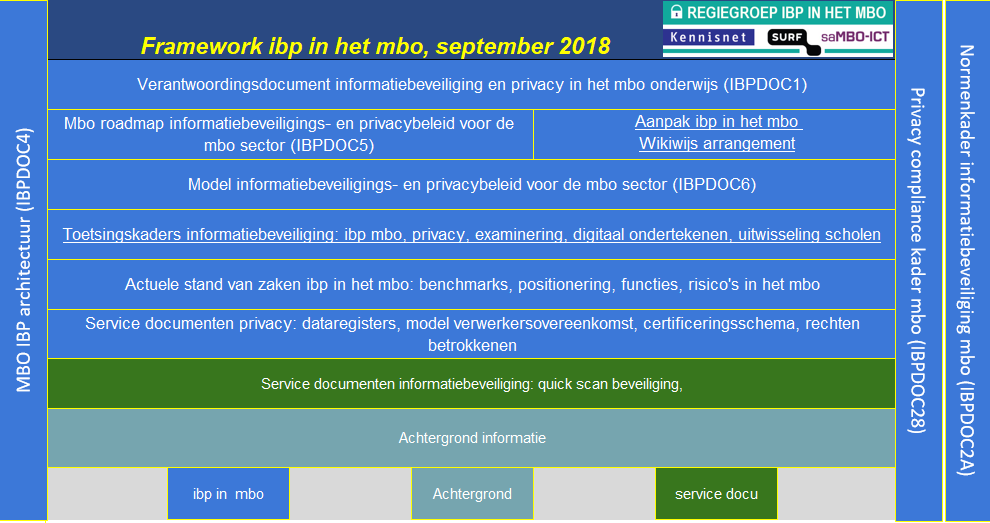 REGIEGROEP IBP IN HET MBO
Kennisnet SURF saMBO-ICT
Framework ibp in het mbo, september 2018
MBO IBP architectuur (IBPDOC4)
Verantwoordingsdocument informatiebeveiliging en privacy in het mbo onderwijs (IBPDOC1)
Mbo roadmap informatiebeveiligings- en privacybeleid voor de
mbo sector (IBPDOC5)
Aanpak ibp in het mbo
Wikiwijs arrangement
Model informatiebeveiligings- en privacybeleid voor de mbo sector (IBPDOC6)
Toetsingskaders informatiebeveiliging: ibp mbo, privacy, examinering, digitaal ondertekenen, uitwisseling scholen
Actuele stand van zaken ibp in het mbo: benchmarks, positionering, functies, risico's in het mbo
Service documenten privacy: dataregisters, model verwerkersovereenkomst, certificeringsschema, rechten
betrokkenen
Service documenten informatiebeveiliging: quick scan beveiliging,
Achtergrond informatie
ibp in mbo
Achtergrond
service docu
Privacy compliance kader mbo (IBPDOC28)
Normenkader informatiebeveiliging mbo (IBPDOC2A)